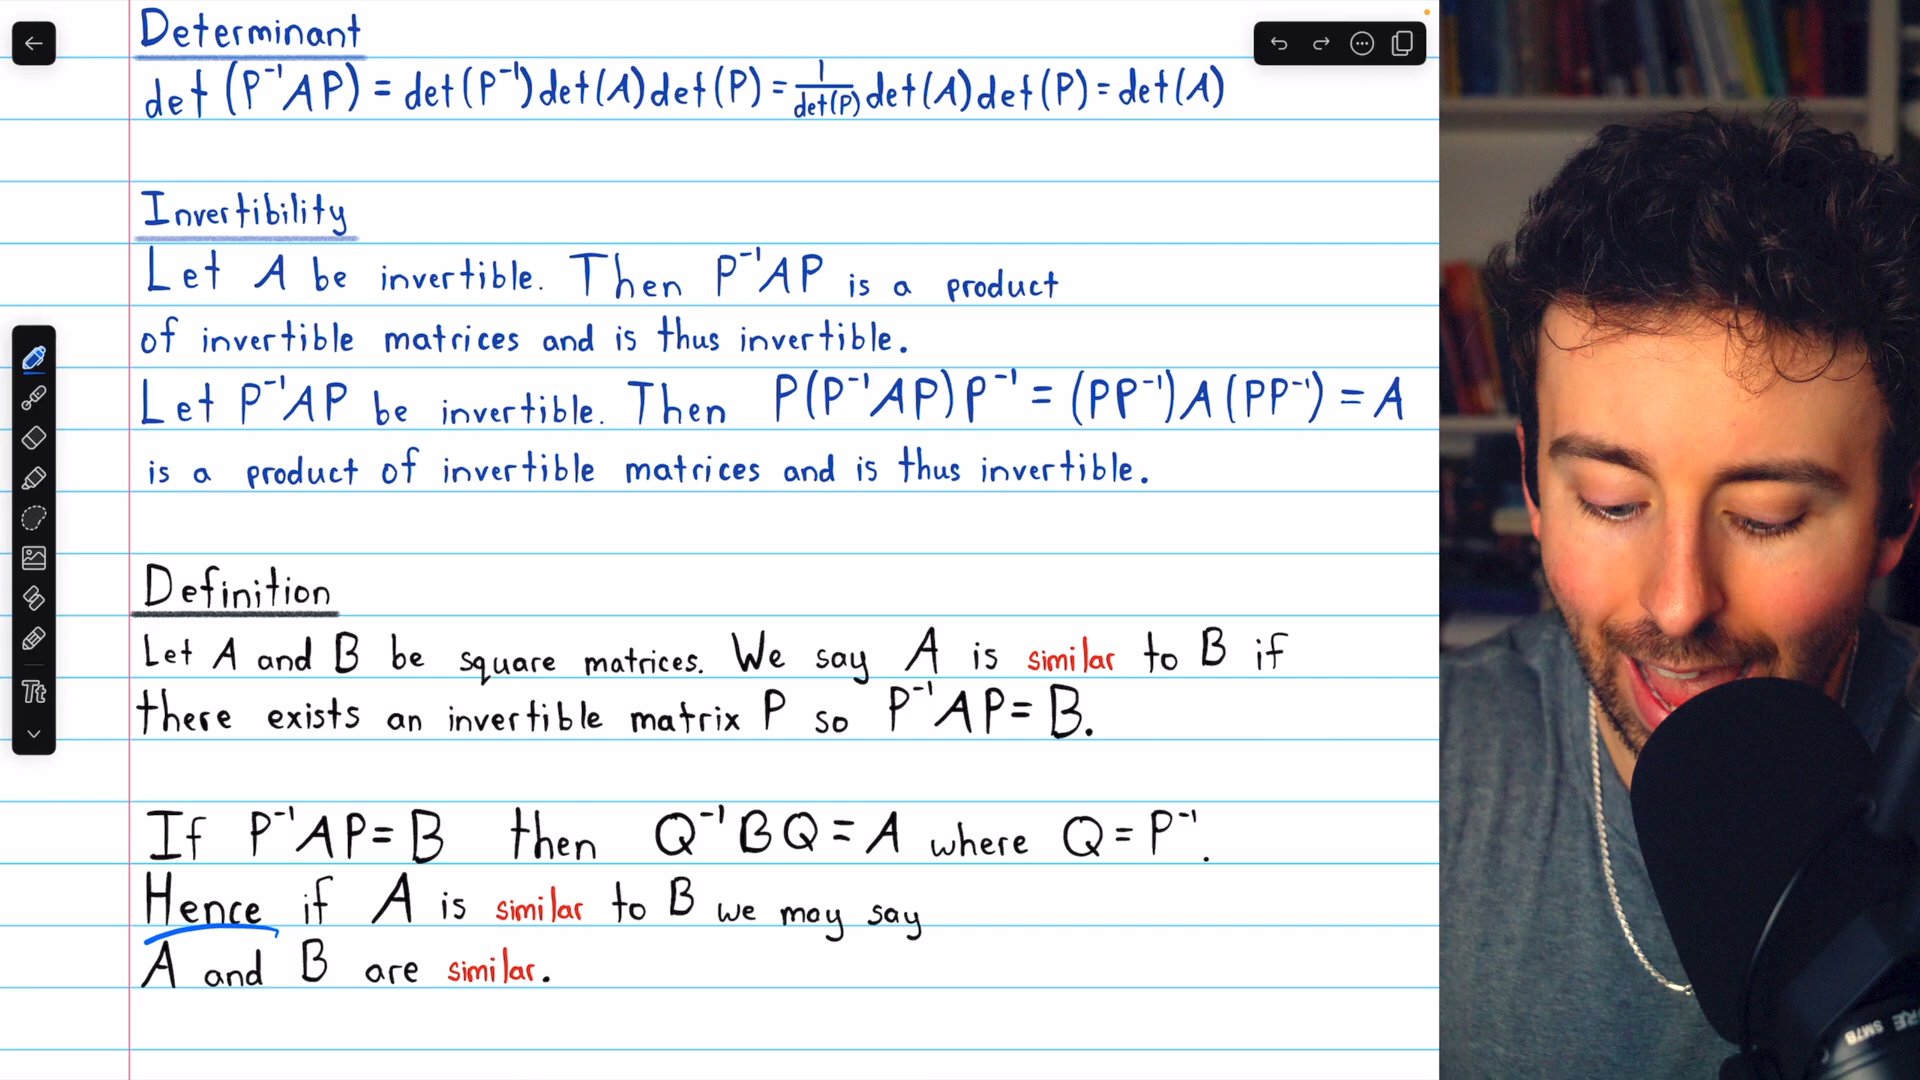 Determinant
det(P⁻¹AP) = det(P⁻¹)det(A)det(P) = 1/det(P) det(A)det(P) = det(A)
Invertibility
Let A be invertible. Then P⁻¹AP is a product
of invertible matrices and is thus invertible.
Let P⁻¹AP be invertible. Then P(P⁻¹AP)P⁻¹ = (PP⁻¹)A(PP⁻¹) = A
is a product of invertible matrices and is thus invertible.
Tt
Definition
Let A and B be square matrices. We say A is similar to B if
there exists an invertible matrix P so P⁻¹AP = B.
If P⁻¹AP = B then Q⁻¹BQ = A where Q = P⁻¹.
Hence if A is similar to B we may say
A and B are similar.
SM7B